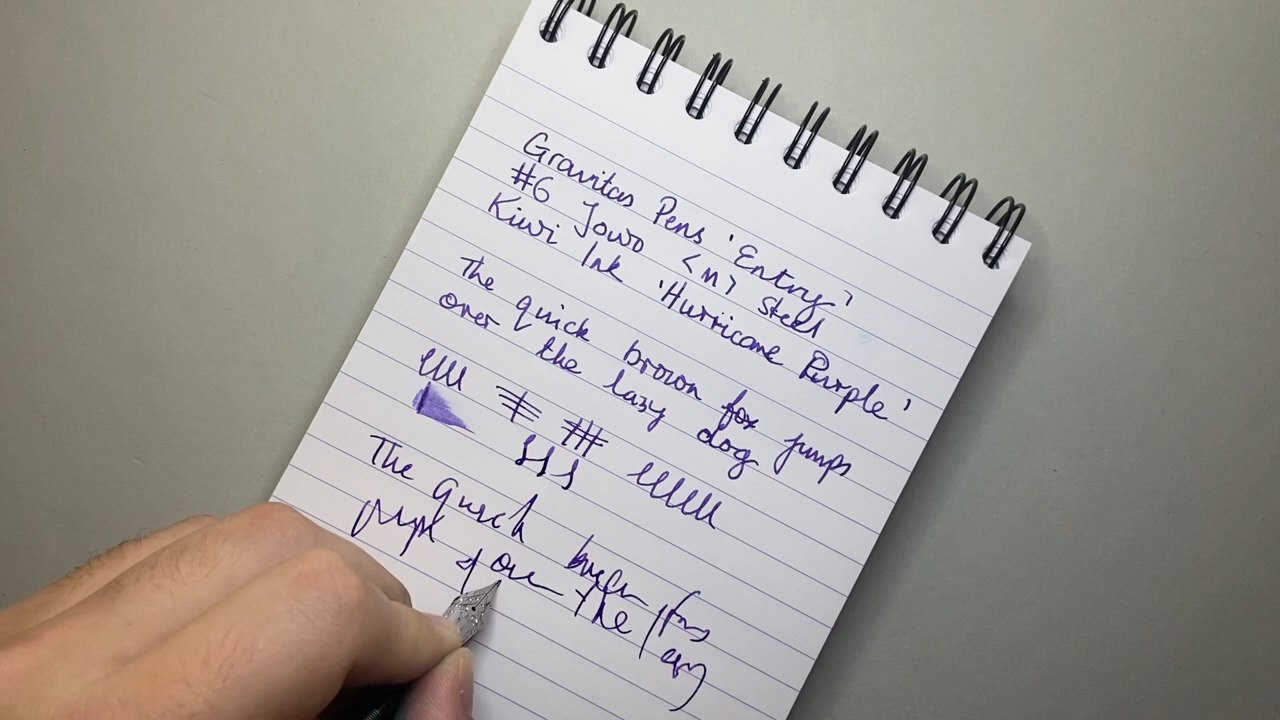 Gravitas Pens 'Entry'
#6 Jowo <M> Steel
Kiwi Ink 'Hurricane Purple'
The quick brown fox jumps
over the lazy dog
The quick
the